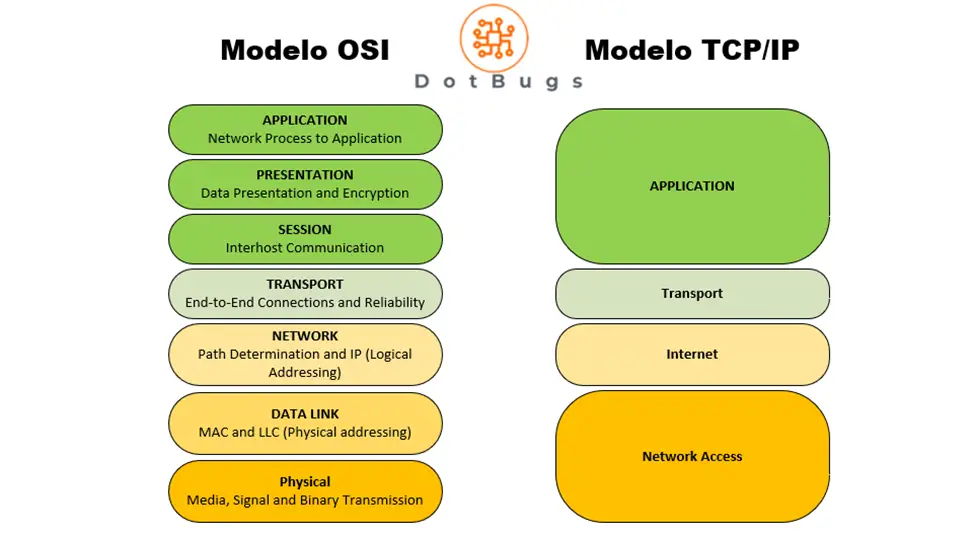 Modelo OSI
DotBugs
Modelo TCP/IP
APPLICATION
Network Process to Application
PRESENTATION
Data Presentation and Encryption
SESSION
Interhost Communication
TRANSPORT
End-to-End Connections and Reliability
NETWORK
Path Determination and IP (Logical
Addressing)
DATA LINK
MAC and LLC (Physical addressing)
Physical
Media, Signal and Binary Transmission
APPLICATION
Transport
Internet
Network Access